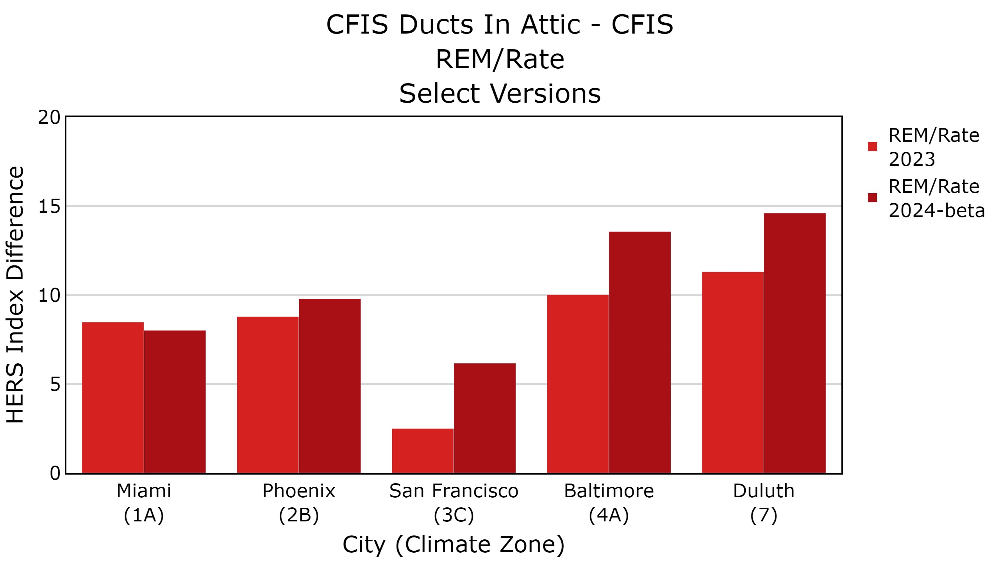 CFIS Ducts In Attic - CFIS
REM/Rate
Select Versions
20
15
10
5
0
HERS Index Difference
REM/Rate
2023
REM/Rate
2024-beta
Miami
(1A)
Phoenix
(2B)
San Francisco
(3C)
Baltimore
(4A)
Duluth
(7)
City (Climate Zone)